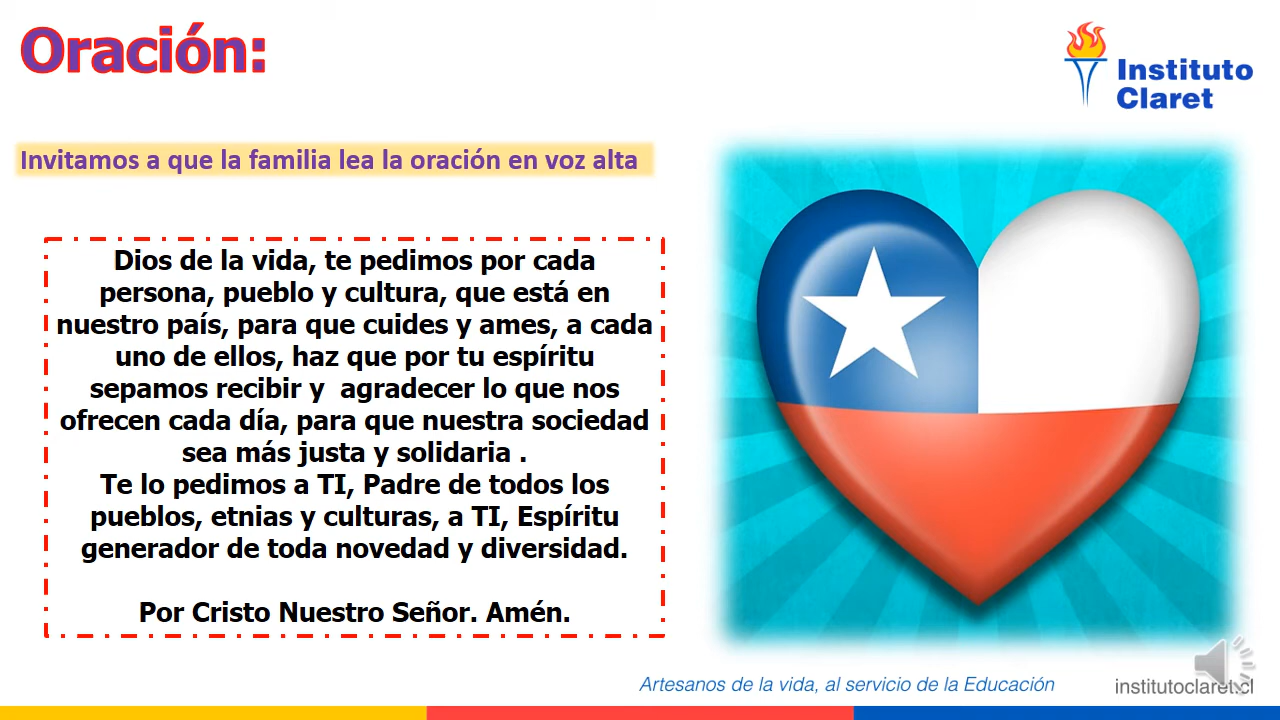 Oración:
Instituto
Claret
Invitamos a que la familia lea la oración en voz alta
Dios de la vida, te pedimos por cada
persona, pueblo y cultura, que está en
nuestro país, para que cuides y ames, a cada
uno de ellos, haz que por tu espíritu
sepamos recibir y  agradecer lo que nos
ofrecen cada día, para que nuestra sociedad
sea más justa y solidaria .
Te lo pedimos a TI, Padre de todos los
pueblos, etnias y culturas, a TI, Espíritu
generador de toda novedad y diversidad.
Por Cristo Nuestro Señor. Amén.
Artesanos de la vida, al servicio de la Educación
institutoclaret.cl